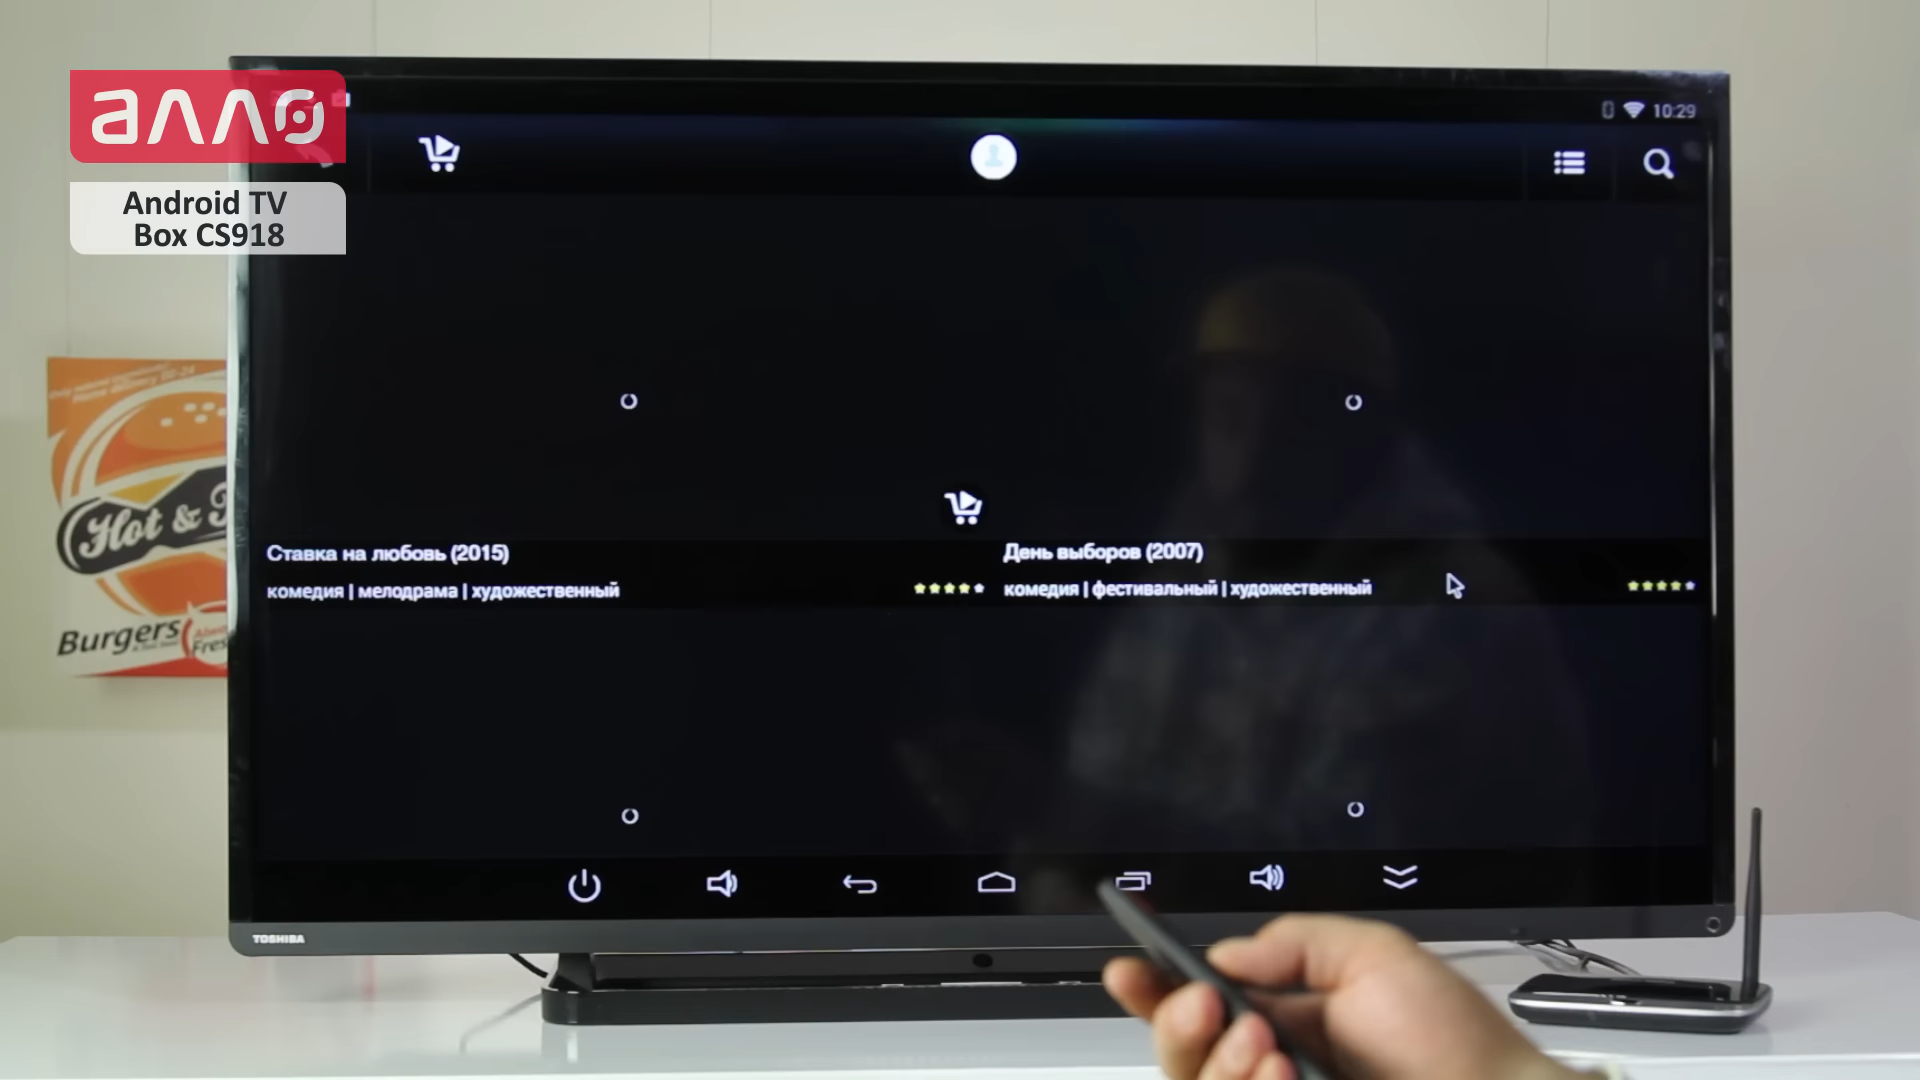 алло
Android TV
Box CS918
10:29
Ставка на любовь (2015)
комедия | мелодрама | художественный
День выборов (2007)
комедия | фестивальный | художественный
Hot &
Burgers
TOSHIBA